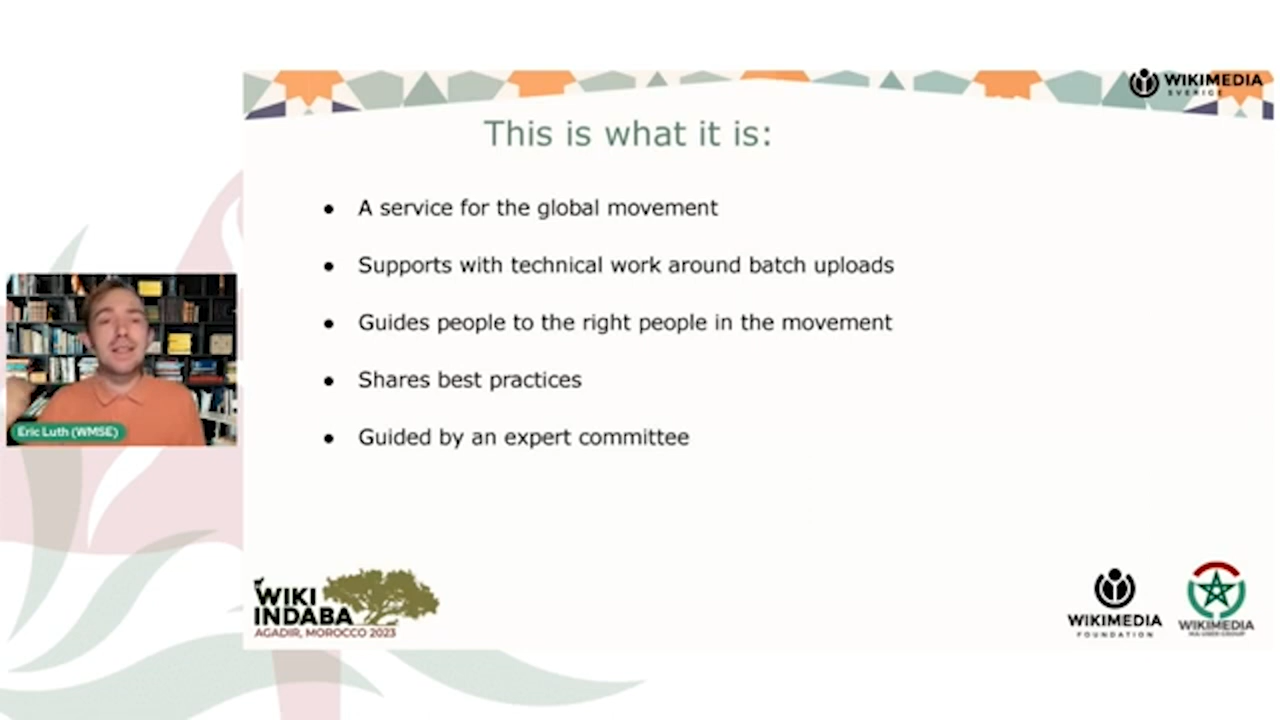 WIKIMEDIA
SVERIGE
This is what it is:
● A service for the global movement
● Supports with technical work around batch uploads
● Guides people to the right people in the movement
● Shares best practices
● Guided by an expert committee
Eric Luth (WMSE)
WIKI
INDABA
AGADIR, MOROCCO 2023
WIKIMEDIA
FOUNDATION
WIKIMEDIA
MA USER GROUP